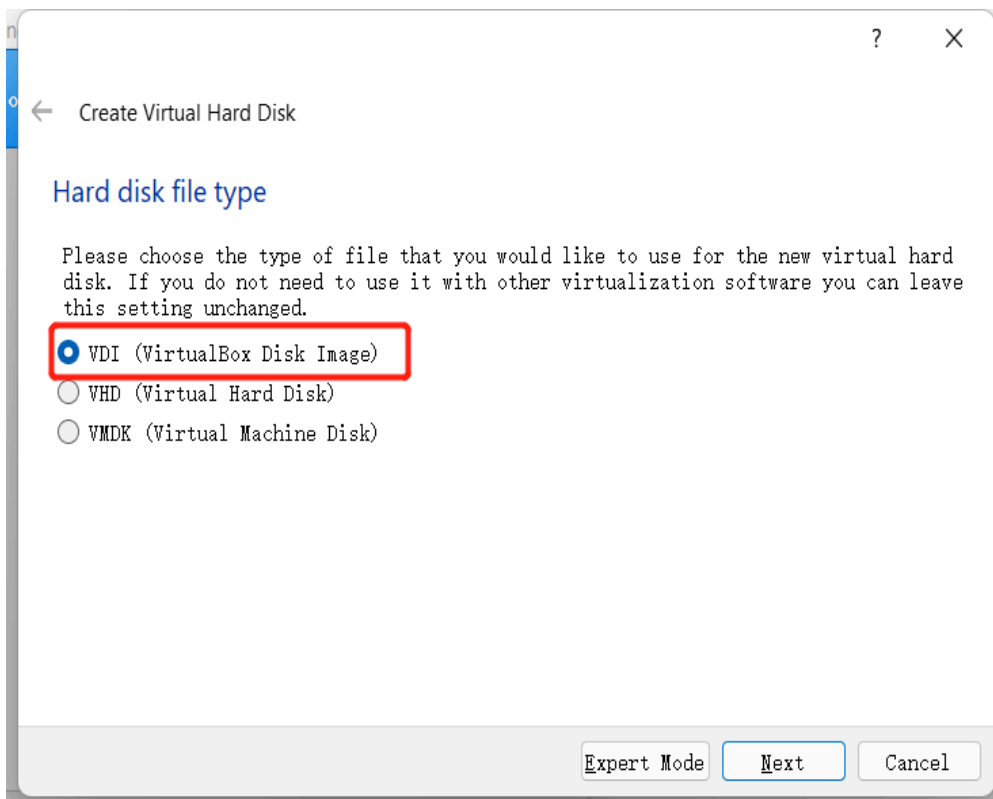 ?
Create Virtual Hard Disk
Hard disk file type
Please choose the type of file that you would like to use for the new virtual hard
disk. If you do not need to use it with other virtualization software you can leave
this setting unchanged.
VDI (VirtualBox Disk Image)
VHD (Virtual Hard Disk)
VMDK (Virtual Machine Disk)
Expert Mode
Next
Cancel